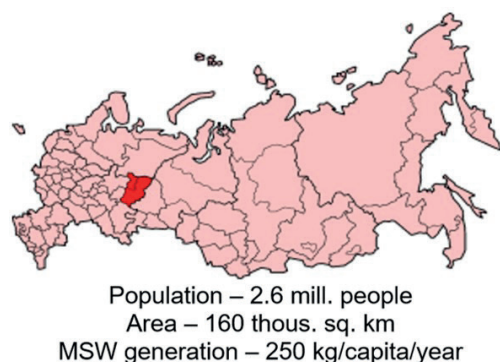 Population – 2.6 mill. people
Area – 160 thous. sq. km
MSW generation – 250 kg/capita/year